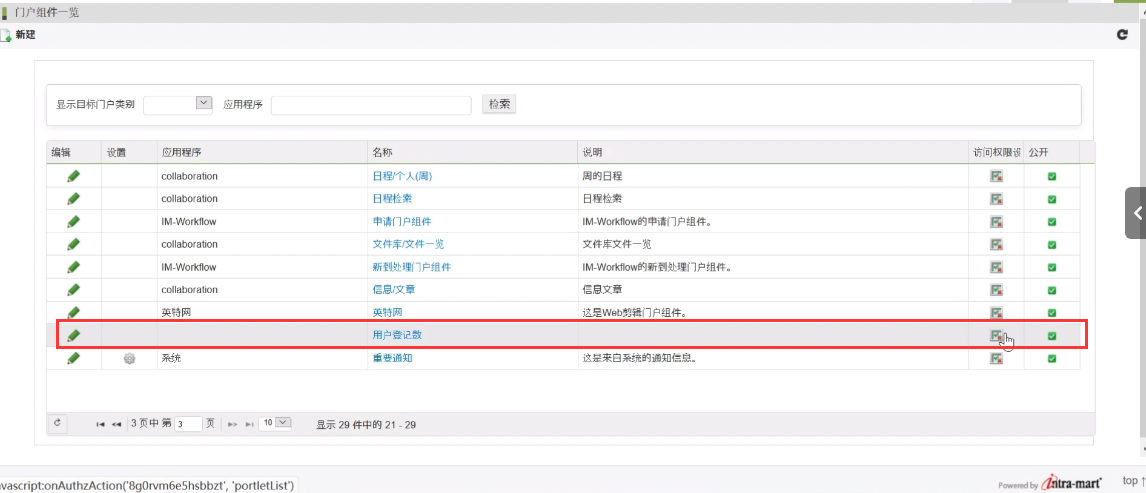 门户组件一览
新建
显示目标门户类别 应用程序 检索
编辑 设置 应用程序 名称 说明 访问权限设 公开
collaboration 日程/个人(周) 周的日程
collaboration 日程检索 日程检索
IM-Workflow 申请门户组件 IM-Workflow的申请门户组件。
collaboration 文件库/文件一览 文件库文件一览
IM-Workflow 新到处理门户组件 IM-Workflow的新到处理门户组件。
collaboration 信息/文章 信息文章
英特网 英特网 这是Web剪辑门户组件。
用户登记数
系统 重要通知 这是来自系统的通知信息。
3 页中 第 3 页 10 显示 29 件中的 21 - 29
Powered by intra-mart top
vascript:onAuthzAction('8g0rvm6e5hsbbzt', 'portletList')